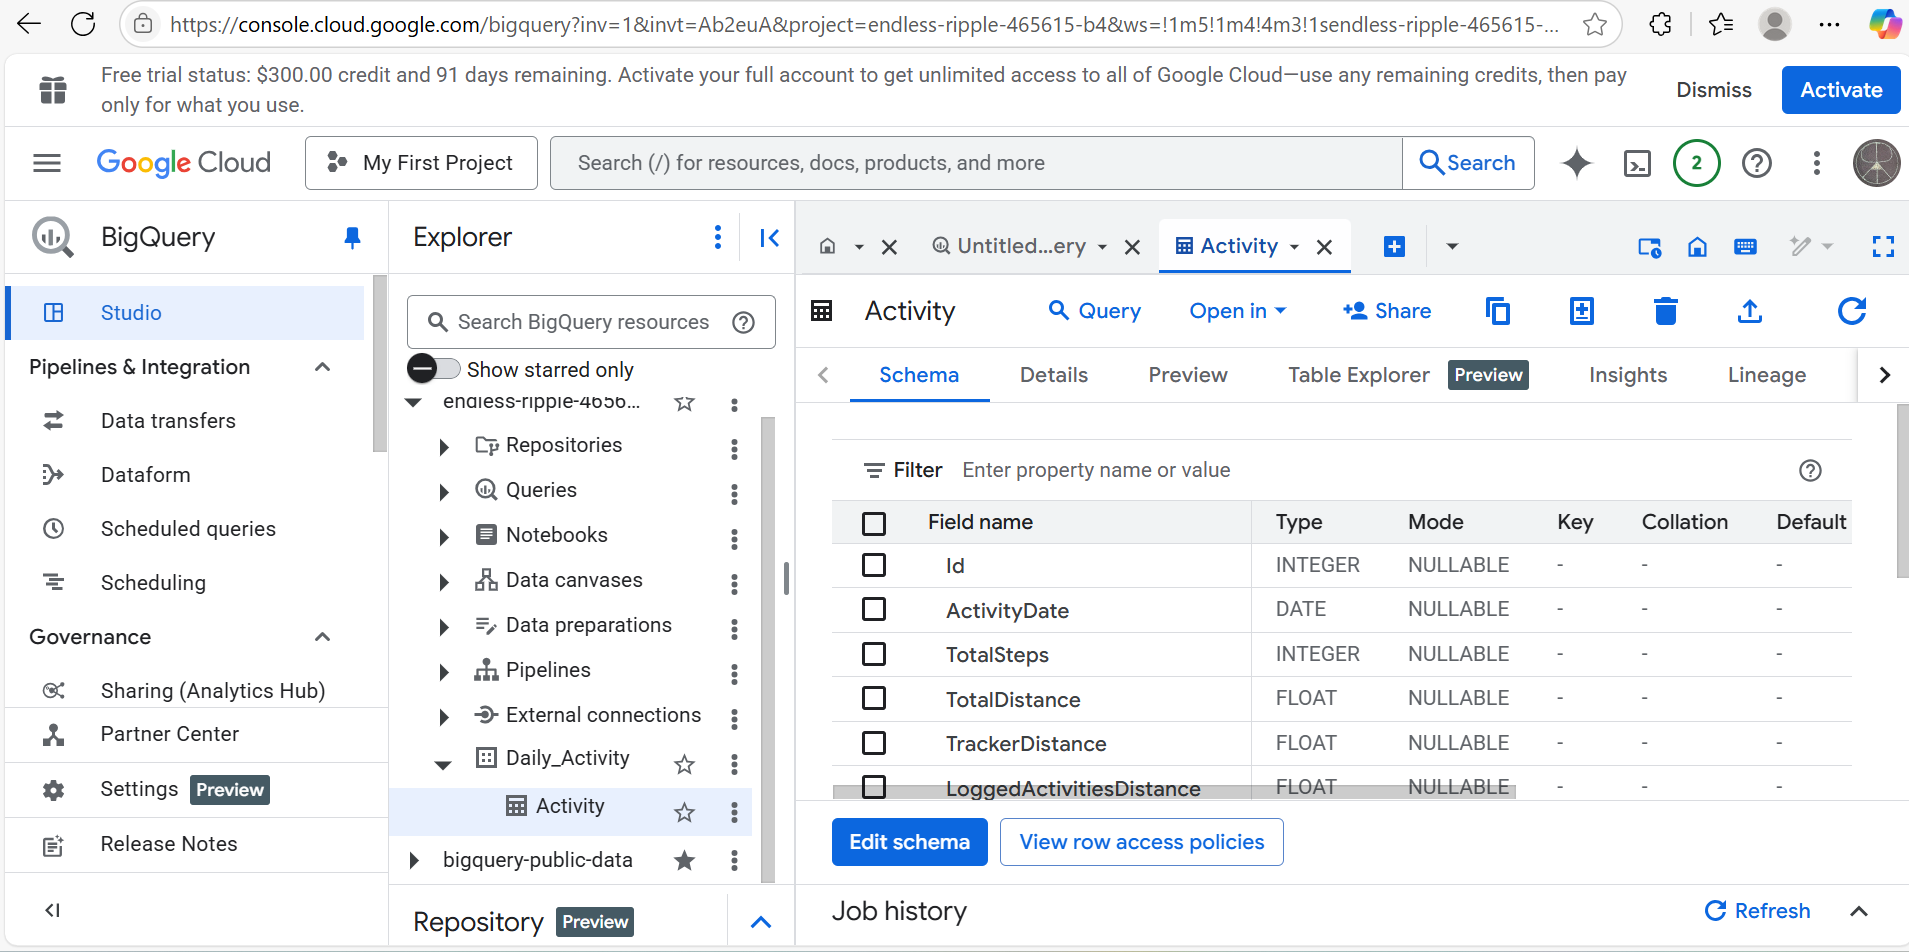 https://console.cloud.google.com/bigquery?inv=1&invt=Ab2euA&project=endless-ripple-465615-b4&ws=!1m5!1m4!4m3!1sendless-ripple-465615-...
Free trial status: $300.00 credit and 91 days remaining. Activate your full account to get unlimited access to all of Google Cloud—use any remaining credits, then pay
only for what you use.
Dismiss
Activate
Google Cloud
My First Project
Search (/) for resources, docs, products, and more
Search
2
BigQuery
Studio
Pipelines & Integration
Data transfers
Dataform
Scheduled queries
Scheduling
Governance
Sharing (Analytics Hub)
Partner Center
Settings Preview
Release Notes
Explorer
Search BigQuery resources
Show starred only
endless-ripple-4656...
Repositories
Queries
Notebooks
Data canvases
Data preparations
Pipelines
External connections
Daily_Activity
Activity
bigquery-public-data
Repository Preview
Untitled...ery
Activity
Activity
Query
Open in
Share
Schema Details Preview Table Explorer Preview Insights Lineage
Filter Enter property name or value
Field name Type Mode Key Collation Default
Id INTEGER NULLABLE - - -
ActivityDate DATE NULLABLE - - -
TotalSteps INTEGER NULLABLE - - -
TotalDistance FLOAT NULLABLE - - -
TrackerDistance FLOAT NULLABLE - - -
LoggedActivitiesDistance FLOAT NULLABLE - - -
Edit schema
View row access policies
Job history
Refresh